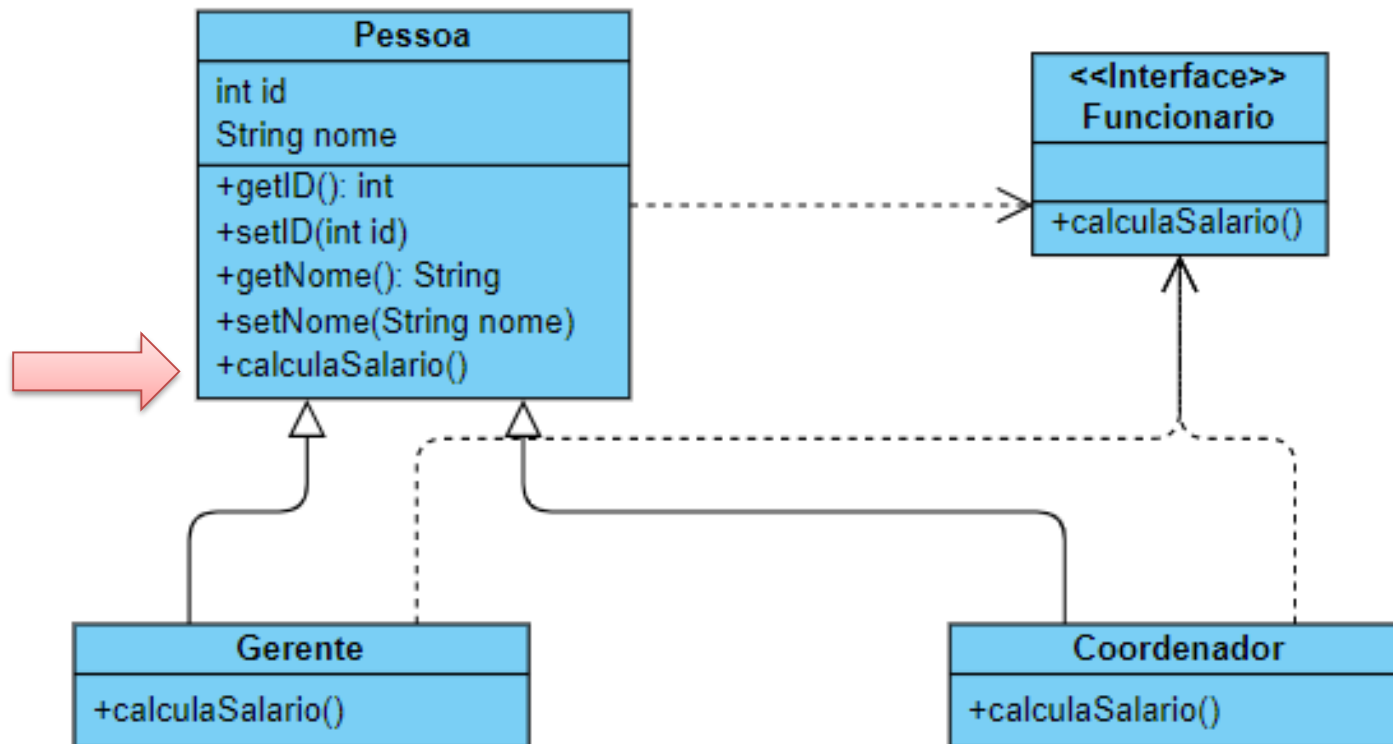 Pessoa
int id
String nome
+getID(): int
+setID(int id)
+getNome(): String
+setNome(String nome)
+calculaSalario()
<<Interface>>
Funcionario
+calculaSalario()
Gerente
+calculaSalario()
Coordenador
+calculaSalario()